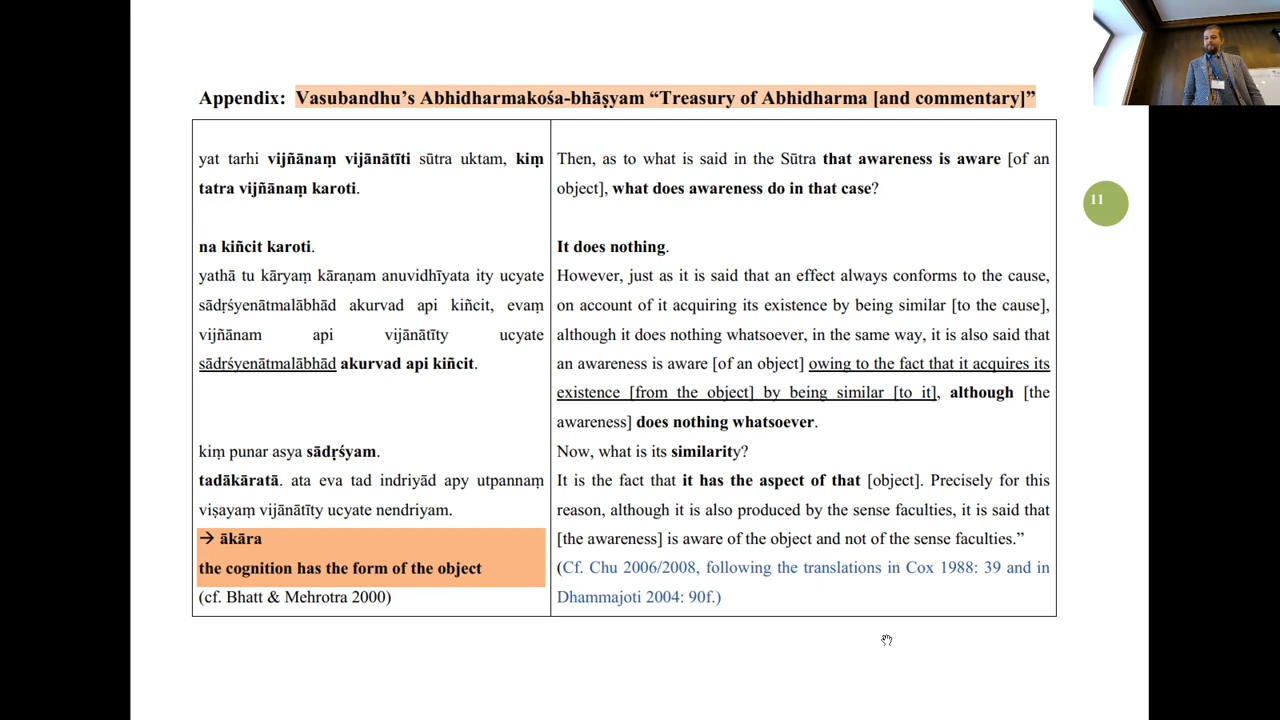 Appendix: Vasubandhu’s Abhidharmakośa-bhāṣyam “Treasury of Abhidharma [and commentary]”
yat tarhi vijñānaṃ vijānātīti sūtra uktam, kiṃ
tatra vijñānaṃ karoti.
na kiñcit karoti.
yathā tu kāryaṃ kāraṇam anuvidhīyata ity ucyate
sādṛśyenātmalābhād akurvad api kiñcit, evaṃ
vijñānam api vijānātīty ucyate
sādṛśyenātmalābhād akurvad api kiñcit.
kiṃ punar asya sādṛśyam.
tadākāratā. ata eva tad indriyād apy utpannaṃ
viṣayaṃ vijānātīty ucyate nendriyam.
→ ākāra
the cognition has the form of the object
(cf. Bhatt & Mehrotra 2000)
Then, as to what is said in the Sūtra that awareness is aware [of an
object], what does awareness do in that case?
It does nothing.
However, just as it is said that an effect always conforms to the cause,
on account of it acquiring its existence by being similar [to the cause],
although it does nothing whatsoever, in the same way, it is also said that
an awareness is aware [of an object] owing to the fact that it acquires its
existence [from the object] by being similar [to it], although [the
awareness] does nothing whatsoever.
Now, what is its similarity?
It is the fact that it has the aspect of that [object]. Precisely for this
reason, although it is also produced by the sense faculties, it is said that
[the awareness] is aware of the object and not of the sense faculties.”
(Cf. Chu 2006/2008, following the translations in Cox 1988: 39 and in
Dhammajoti 2004: 90f.)
11